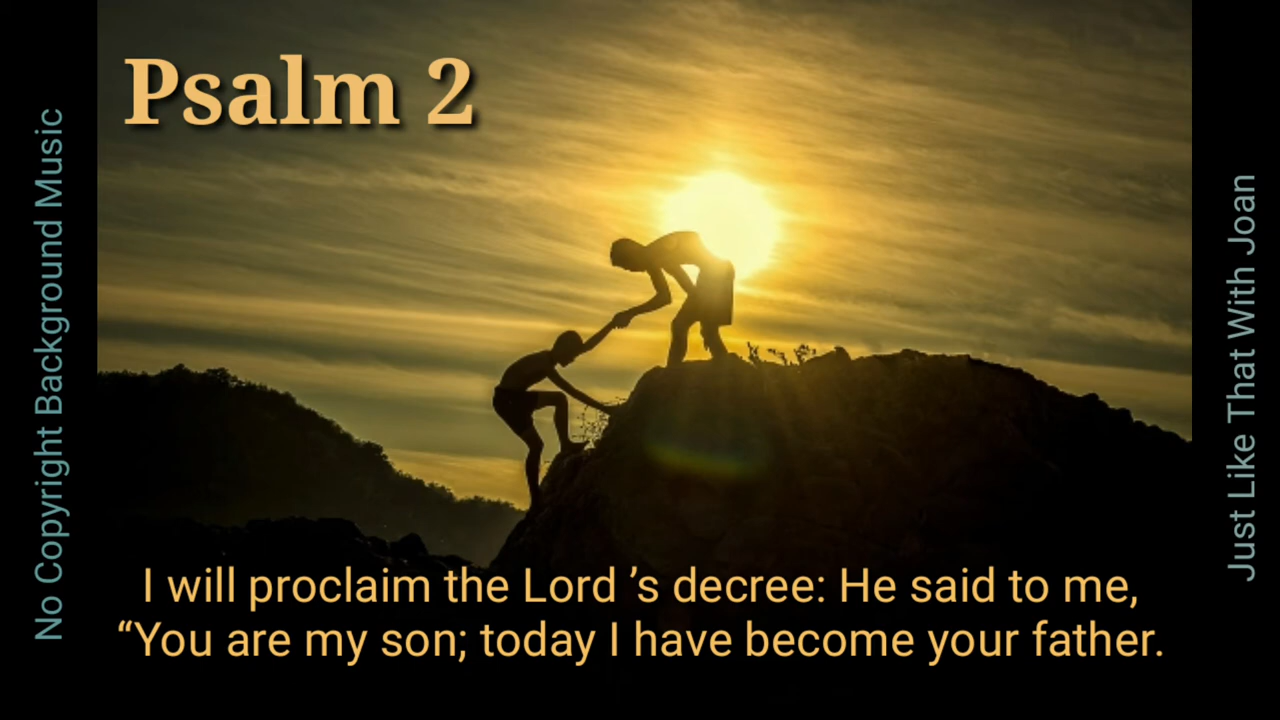 Psalm 2
No Copyright Background Music
Just Like That With Joan
I will proclaim the Lord ’s decree: He said to me,
“You are my son; today I have become your father.